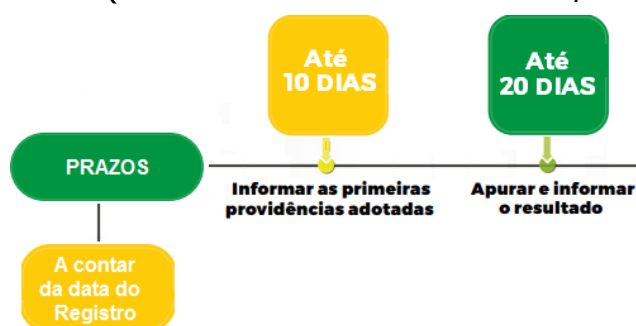 Até
10 DIAS
Até
20 DIAS
PRAZOS
Informar as primeiras
providências adotadas
Apurar e informar
o resultado
A contar
da data do
Registro